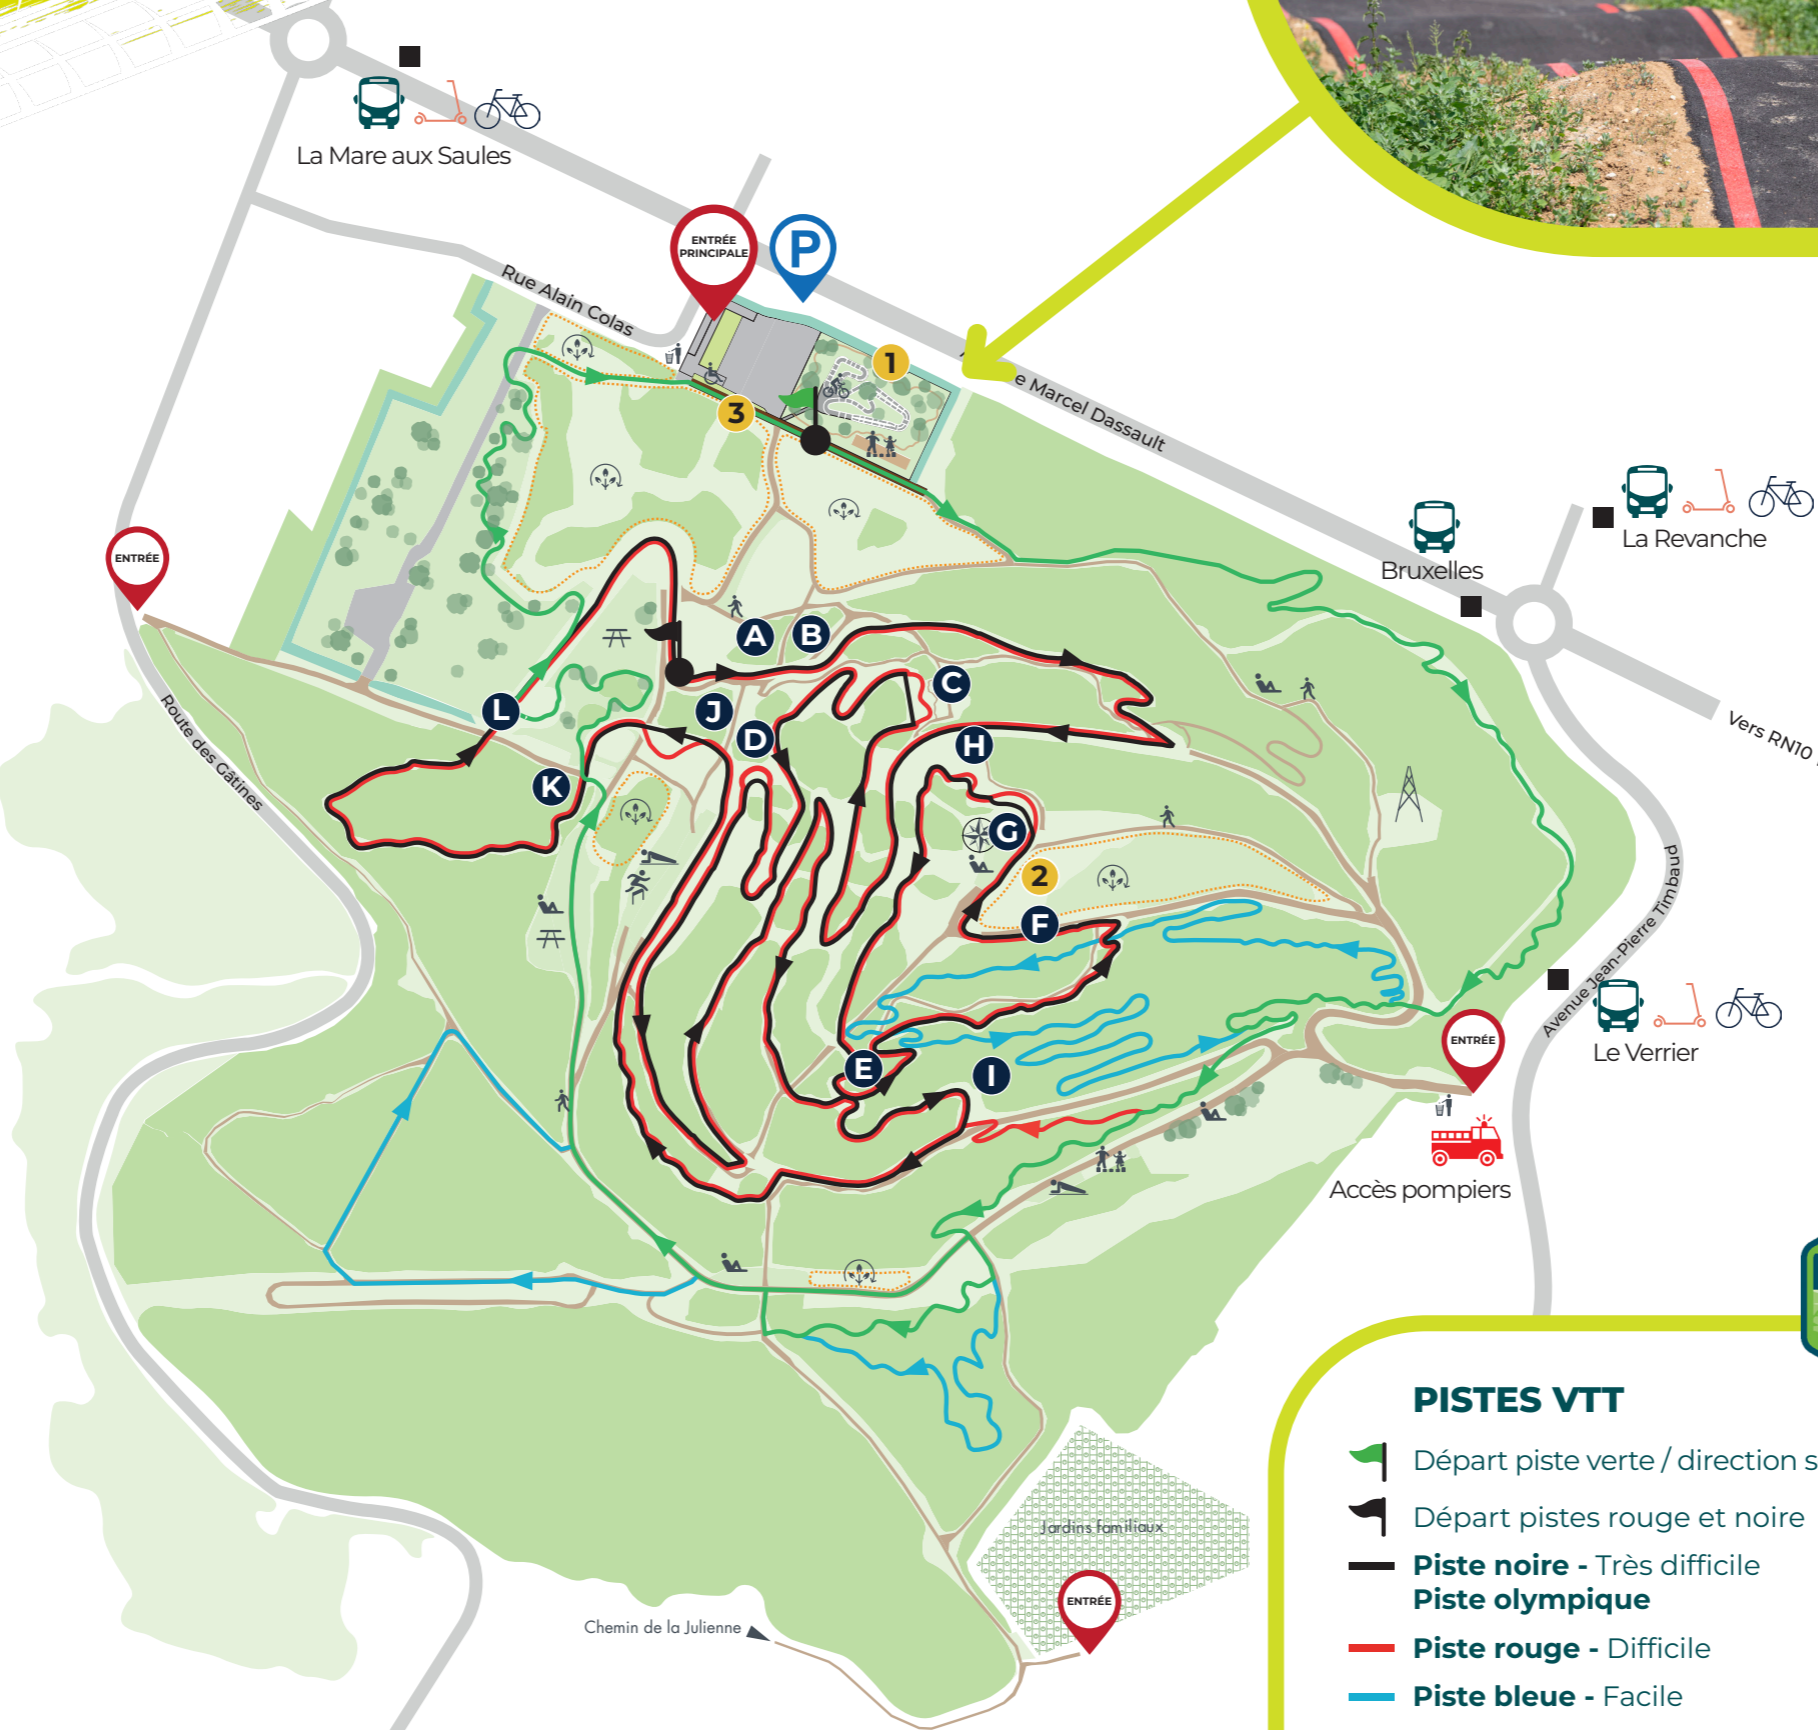 La Mare aux Saules
ENTRÉE
PRINCIPALE
P
Rue Alain Colas
1
3
e Marcel Dassault
La Revanche
Bruxelles
ENTRÉE
A
B
C
L
J
D
H
Vers RN10
Route des Gâtines
K
G
2
F
Avenue Jean-Pierre Timbaud
ENTRÉE
Le Verrier
E
I
Accès pompiers
PISTES VTT
Départ piste verte / direction s
Départ pistes rouge et noire
Jardins familiaux
Piste noire - Très difficile
Piste olympique
ENTRÉE
Chemin de la Julienne
Piste rouge - Difficile
Piste bleue - Facile